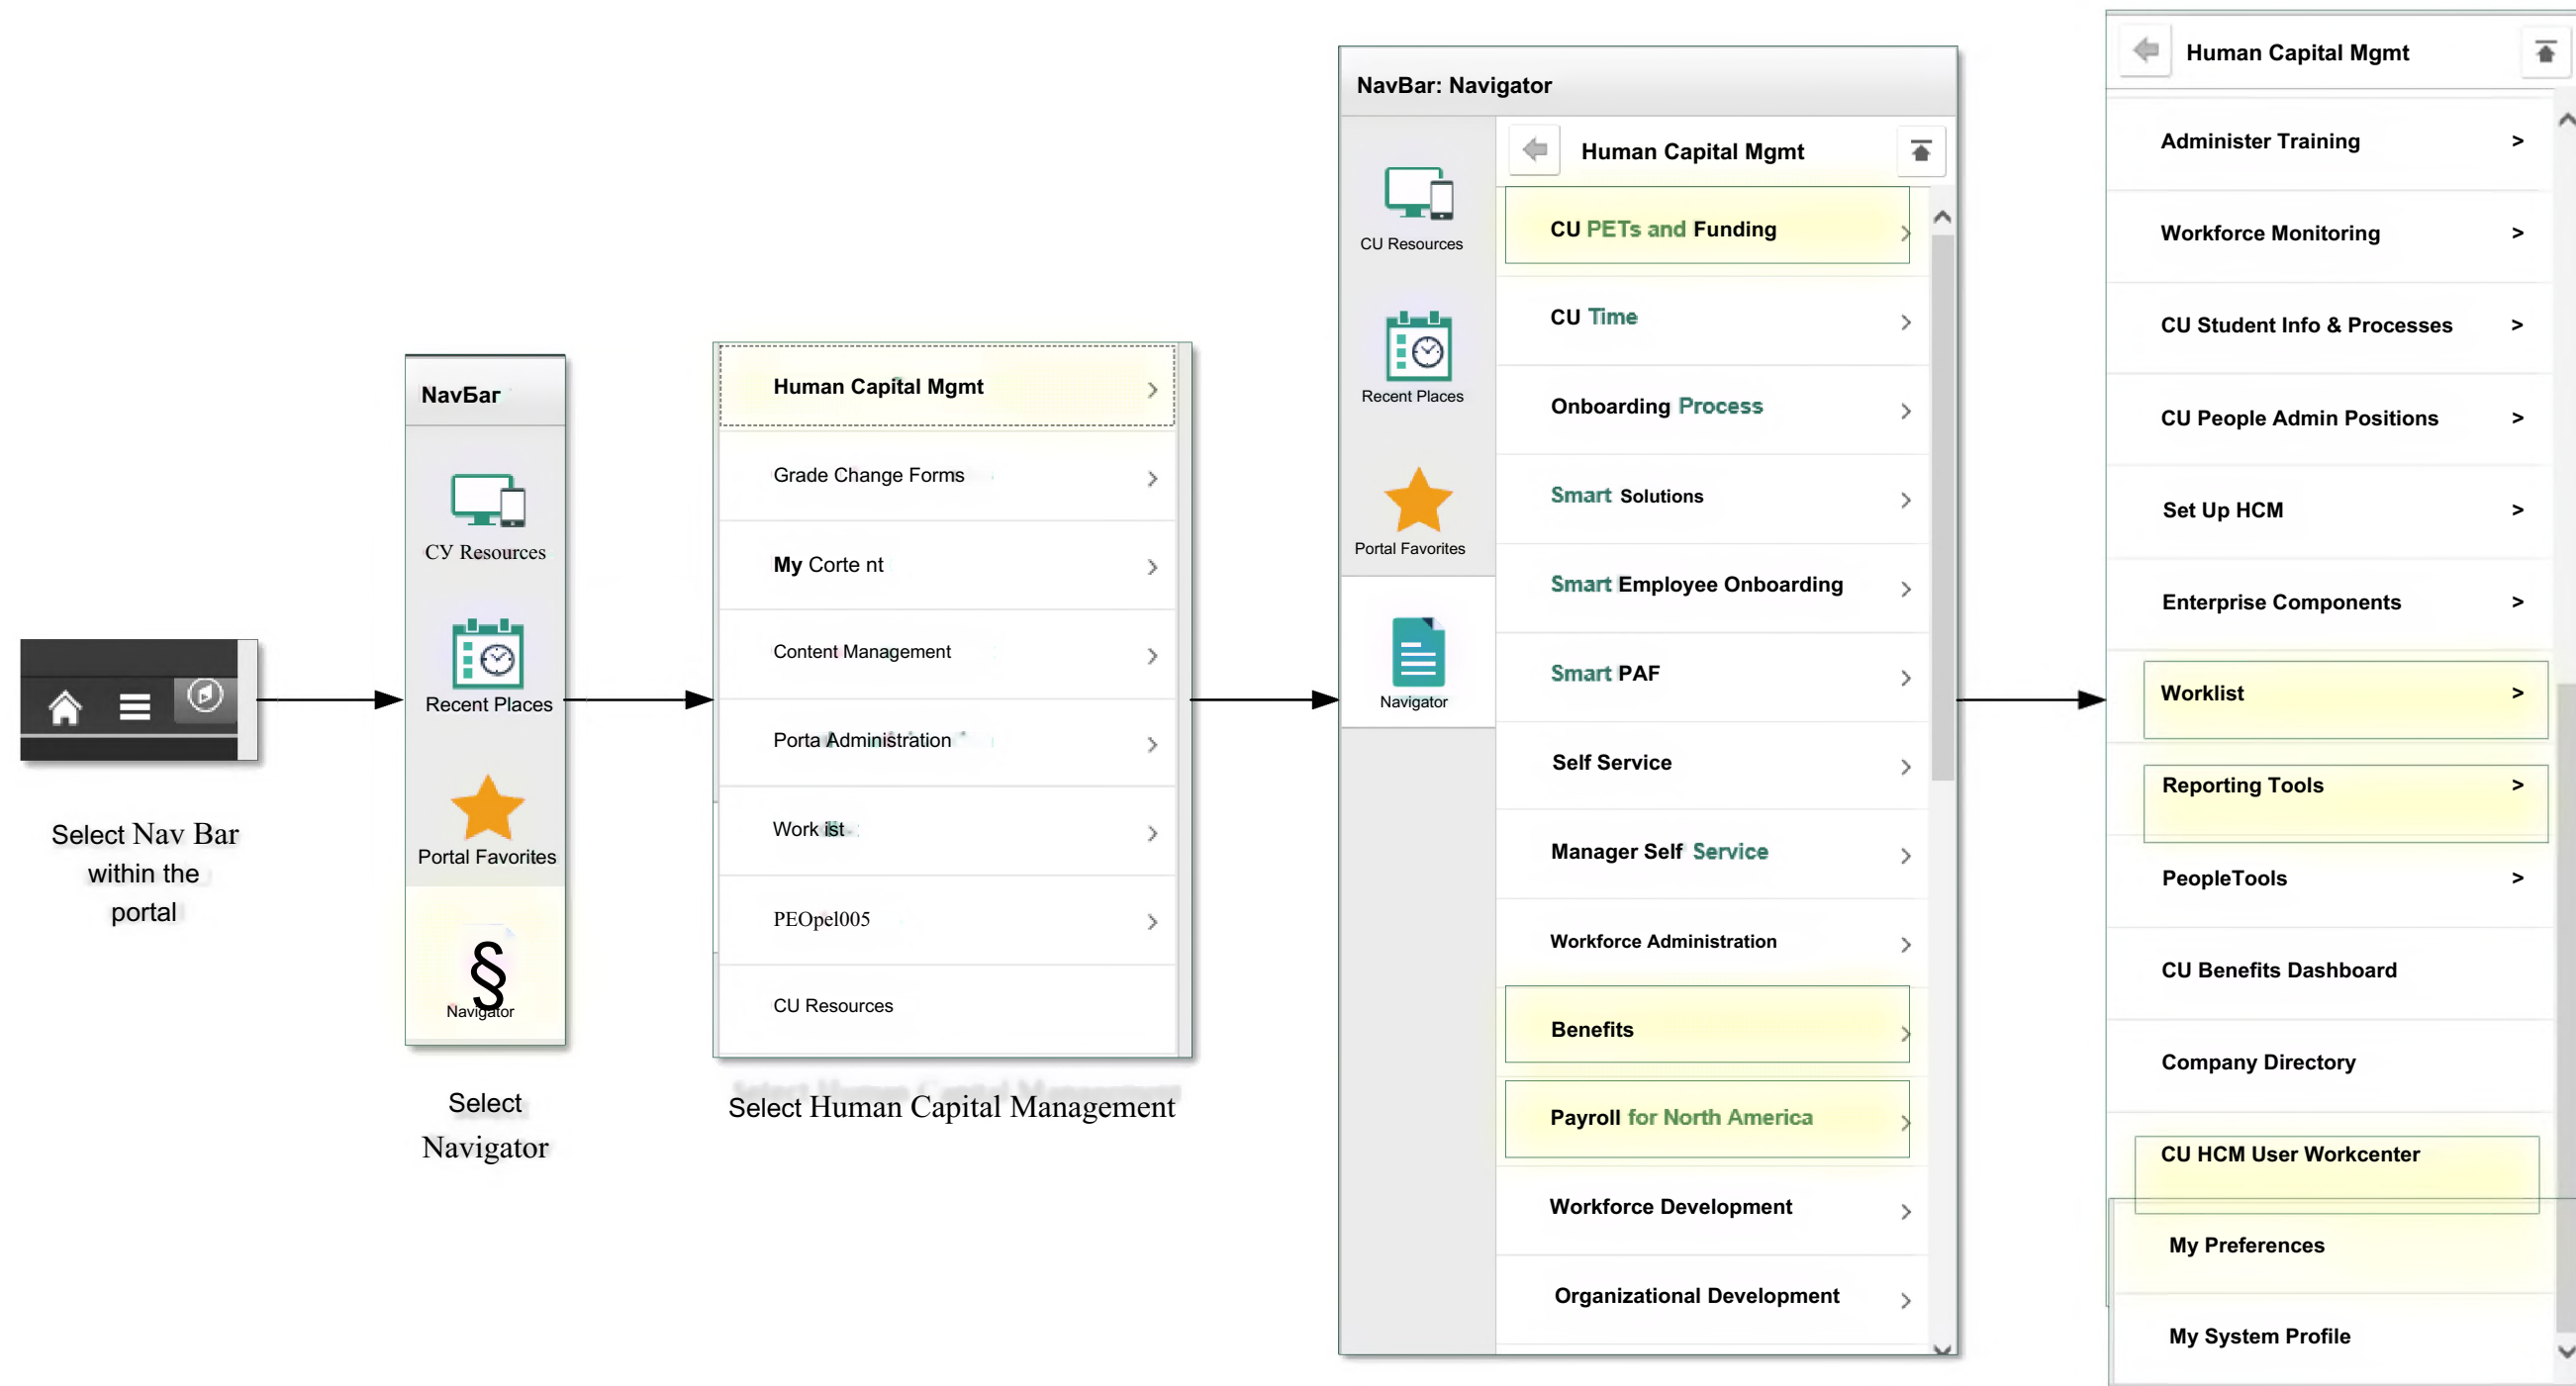 Select Nav Bar
within the
portal
NavБar
СУ Resources
Recent Places
Portal Favorites
§
Navigator
Select
Navigator
Human Capital Mgmt
Grade Change Forms
My Corte nt
Content Management
Porta Administration
Work ist
PEOpel005
CU Resources
Select Human Capital Management
NavBar: Navigator
CU Resources
Recent Places
Portal Favorites
Navigator
Human Capital Mgmt
CU PETs and Funding
CU Time
Onboarding Process
Smart Solutions
Smart Employee Onboarding
Smart PAF
Self Service
Manager Self Service
Workforce Administration
Benefits
Payroll for North America
Workforce Development
Organizational Development
Human Capital Mgmt
Administer Training >
Workforce Monitoring >
CU Student Info & Processes >
CU People Admin Positions >
Set Up HCM >
Enterprise Components >
Worklist >
Reporting Tools >
PeopleTools >
CU Benefits Dashboard
Company Directory
CU HCM User Workcenter
My Preferences
My System Profile